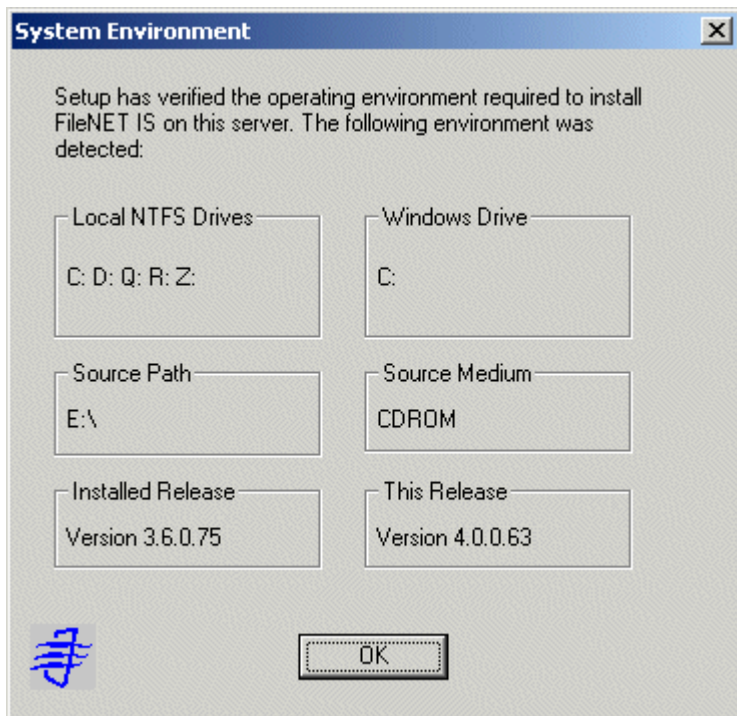 System Environment
Setup has verified the operating environment required to install
FileNET IS on this server. The following environment was
detected:
Local NTFS Drives
C: D: Q: R: Z:
Windows Drive
C:
Source Path
E:\
Source Medium
CDROM
Installed Release
Version 3.6.0.75
This Release
Version 4.0.0.63
OK